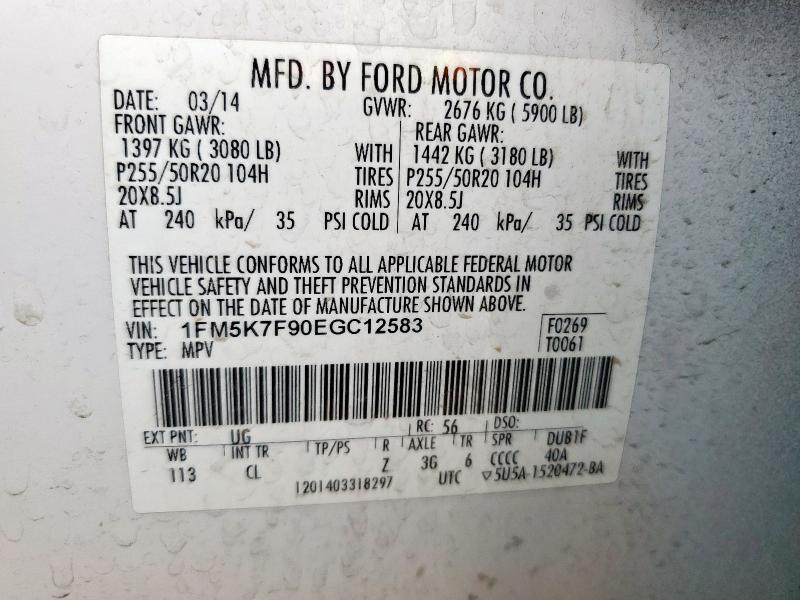 MFD. BY FORD MOTOR CO.
DATE: 03/14 GVWR: 2676 KG ( 5900 LB)
FRONT GAWR: REAR GAWR:
1397 KG ( 3080 LB) WITH 1442 KG ( 3180 LB) WITH
P255/50R20 104H TIRES P255/50R20 104H TIRES
20X8.5J RIMS 20X8.5J RIMS
AT 240 kPa/ 35 PSI COLD AT 240 kPa/ 35 PSI COLD
THIS VEHICLE CONFORMS TO ALL APPLICABLE FEDERAL MOTOR
VEHICLE SAFETY AND THEFT PREVENTION STANDARDS IN
EFFECT ON THE DATE OF MANUFACTURE SHOWN ABOVE.
VIN: 1FM5K7F90EGC12583 F0269
TYPE: MPV T0061
EXT PNT: UG RC: 56 DSO:
WB INT TR TP/PS R AXLE TR SPR DUB1F
113 CL Z 3G 6 CCCC 40A
1201403318297 UTC ▽5U5A-1520472-BA